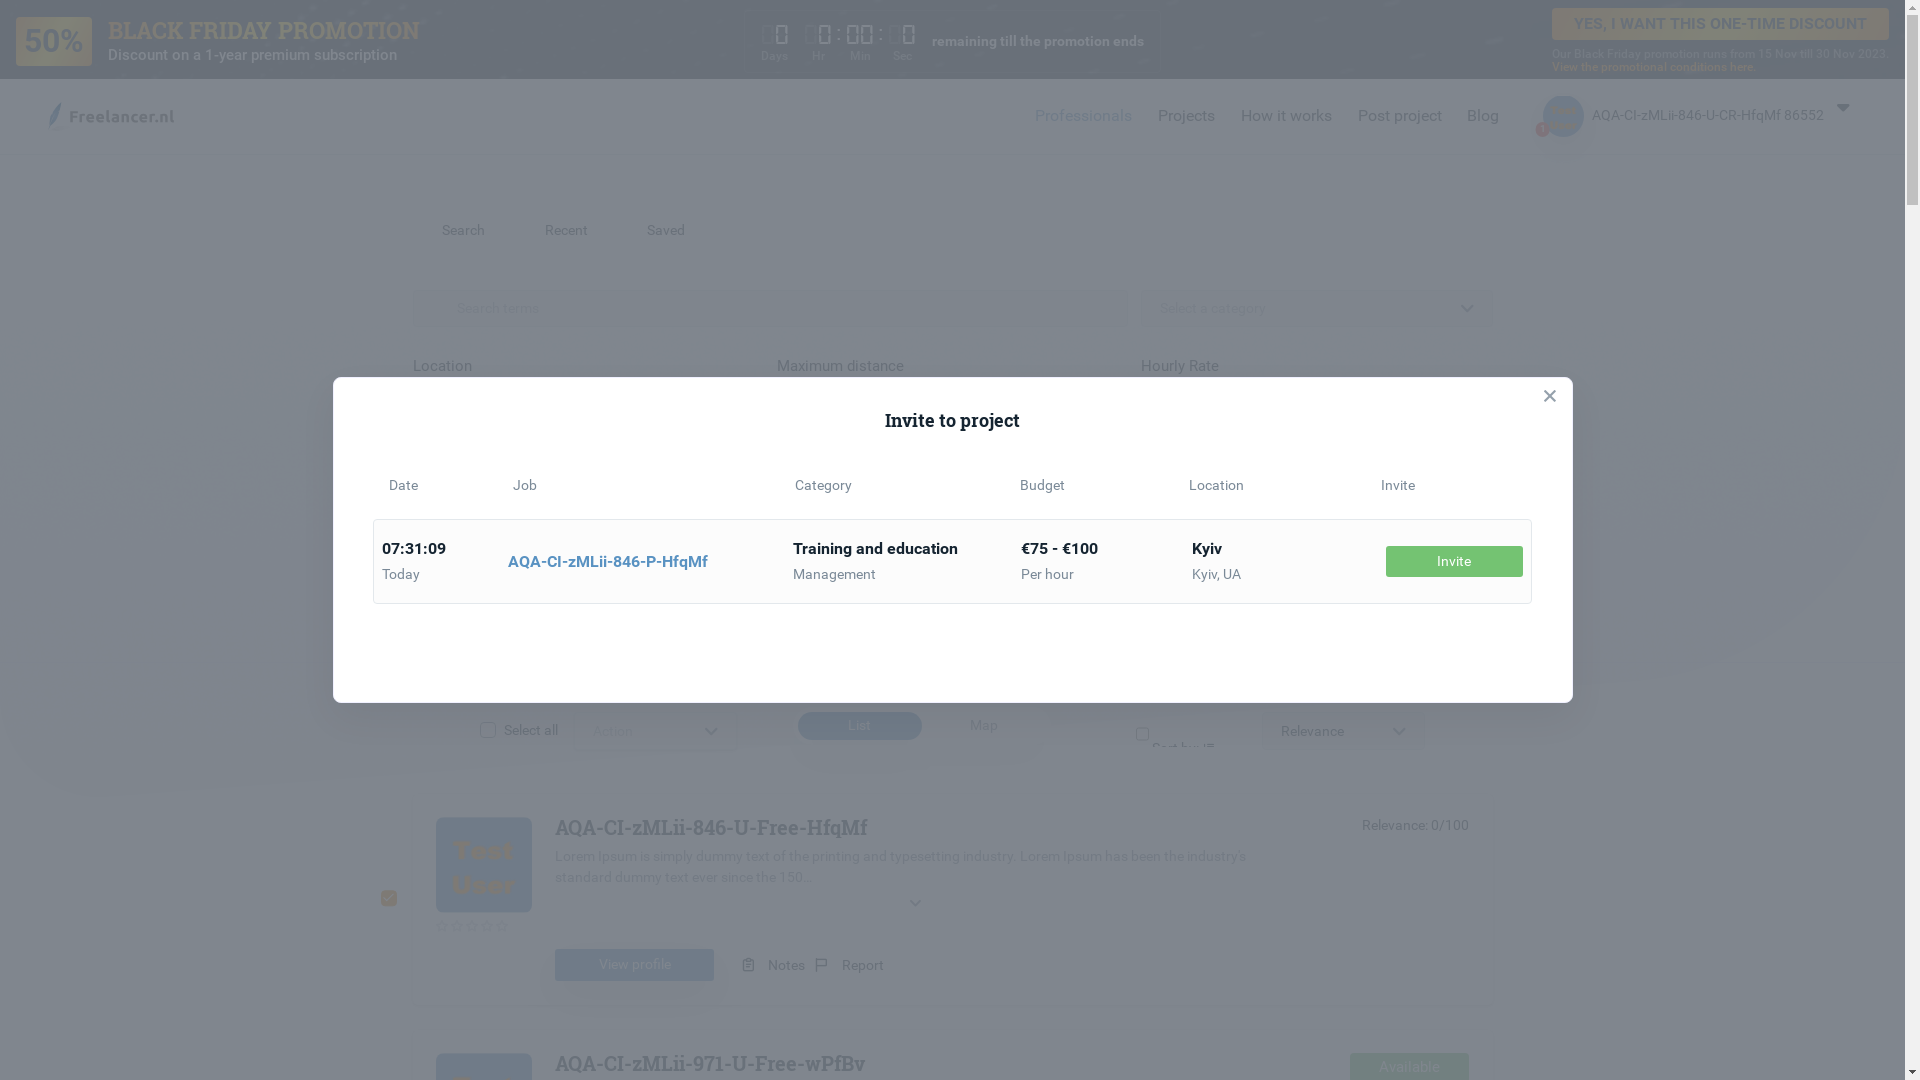 50%
BLACK FRIDAY PROMOTION
Discount on a 1-year premium subscription
0 0 : 00 : 0
Days Hr Min Sec
remaining till the promotion ends
YES, I WANT THIS ONE-TIME DISCOUNT
Our Black Friday promotion runs from 15 Nov till 30 Nov 2023.
View the promotional conditions here
Freelancer.nl
Professionals Projects How it works Post project Blog
1
AQA-CI-zMLii-846-U-CR-HfqMf 86552
Search Recent Saved
Search terms
Select a category
Location Maximum distance Hourly Rate
Invite to project
Date Job Category Budget Location Invite
07:31:09
Today
AQA-CI-zMLii-846-P-HfqMf
Training and education
Management
€75 - €100
Per hour
Kyiv
Kyiv, UA
Invite
Select all Action List Map
Sort by:
Relevance
Test
User
AQA-CI-zMLii-846-U-Free-HfqMf
Relevance: 0/100
Lorem Ipsum is simply dummy text of the printing and typesetting industry. Lorem Ipsum has been the industry's
standard dummy text ever since the 150...
View profile Notes Report
AQA-CI-zMLii-971-U-Free-wPfBv
Available